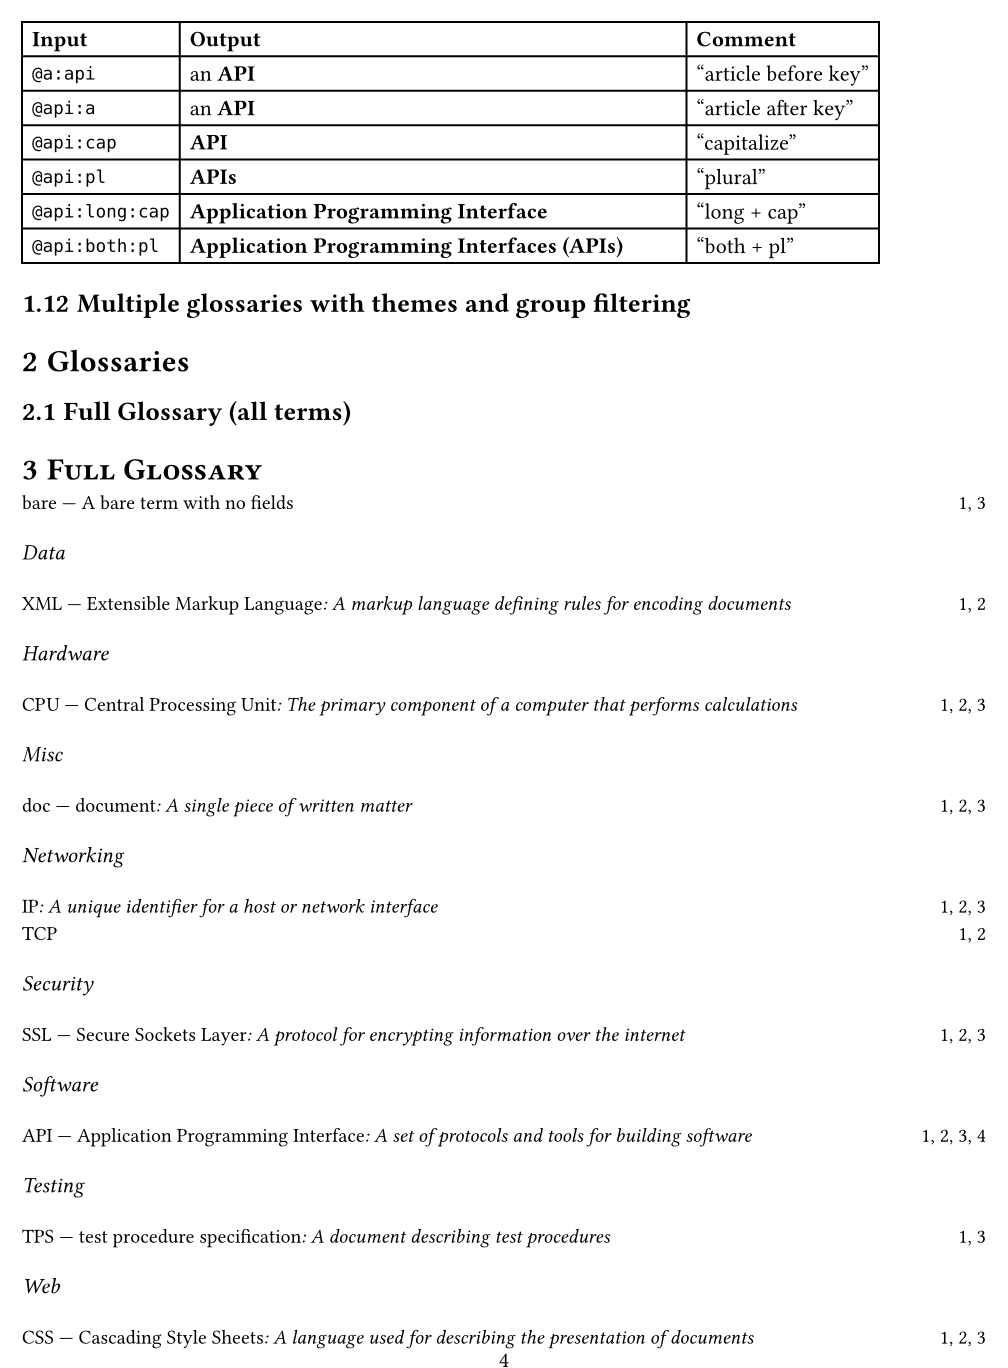 Input Output Comment
@a:api an API “article before key”
@api:a an API “article after key”
@api:cap API “capitalize”
@api:pl APIs “plural”
@api:long:cap Application Programming Interface “long + cap”
@api:both:pl Application Programming Interfaces (APIs) “both + pl”
1.12 Multiple glossaries with themes and group filtering
2 Glossaries
2.1 Full Glossary (all terms)
3 Full Glossary
bare — A bare term with no fields 1, 3
Data
XML — Extensible Markup Language: A markup language defining rules for encoding documents 1, 2
Hardware
CPU — Central Processing Unit: The primary component of a computer that performs calculations 1, 2, 3
Misc
doc — document: A single piece of written matter 1, 2, 3
Networking
IP: A unique identifier for a host or network interface 1, 2, 3
TCP 1, 2
Security
SSL — Secure Sockets Layer: A protocol for encrypting information over the internet 1, 2, 3
Software
API — Application Programming Interface: A set of protocols and tools for building software 1, 2, 3, 4
Testing
TPS — test procedure specification: A document describing test procedures 1, 3
Web
CSS — Cascading Style Sheets: A language used for describing the presentation of documents 1, 2, 3
4